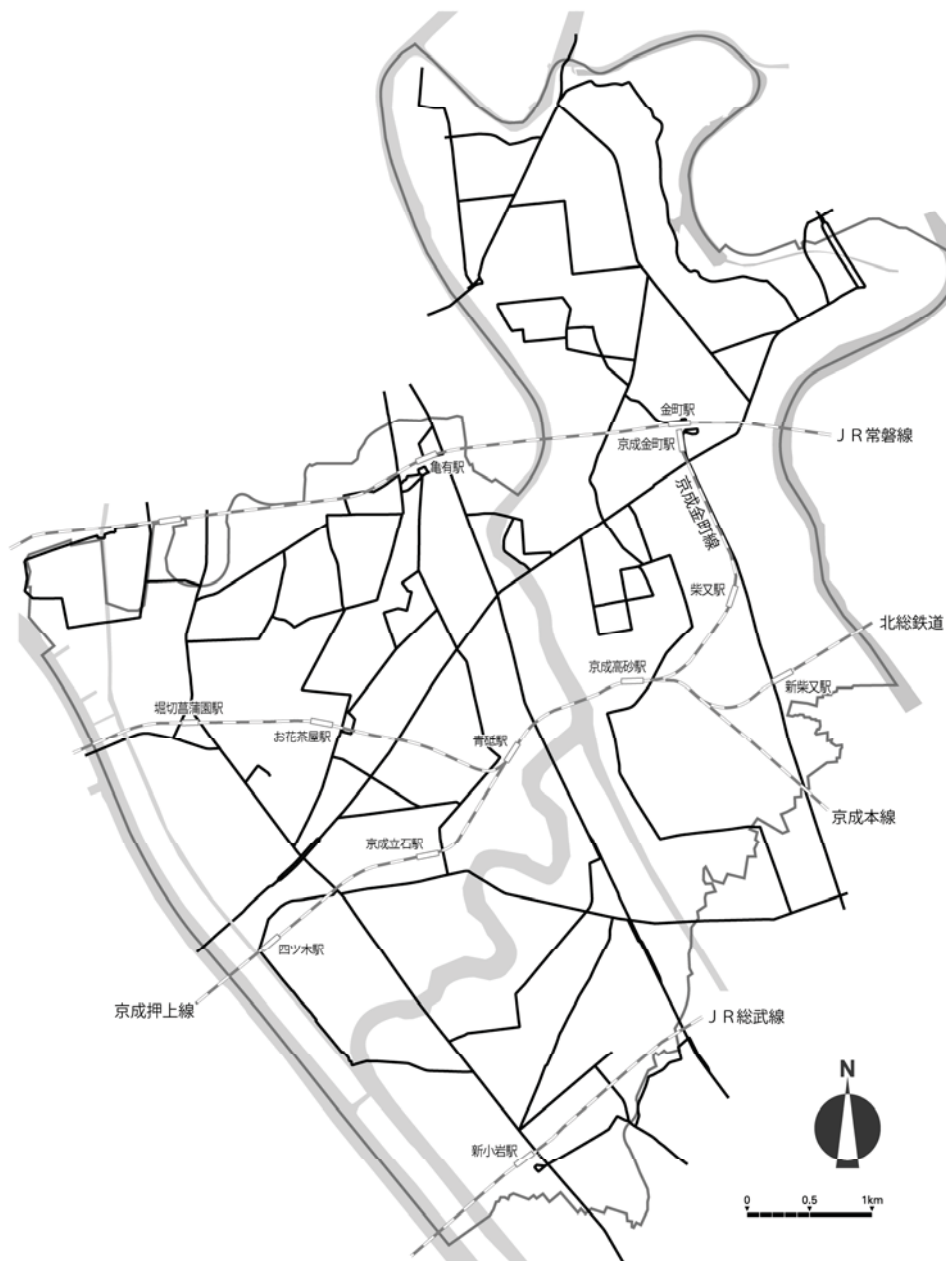 金町駅
ＪＲ常磐線
京成金町駅
亀有駅
京成金町線
柴又駅
北総鉄道
京成高砂駅
新柴又駅
堀切菖蒲園駅
お花茶屋駅
青砥駅
京成本線
京成立石駅
四ツ木駅
京成押上線
ＪＲ総武線
N
新小岩駅
0 0.5 1km